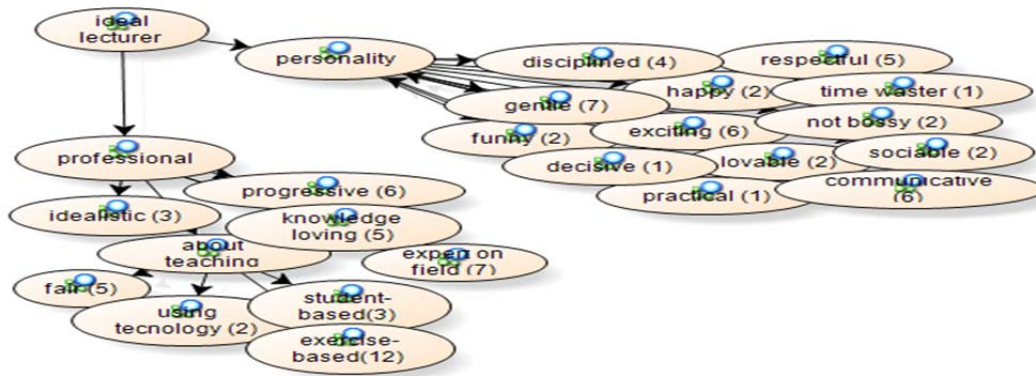 ideal
lecturer
personality
disciplined (4)
respectrul (5)
happy (2)
time waster (1)
gentle (7)
not bossy (2)
funny (2)
exciting (6)
sociable (2)
decisive (1)
lovable (2)
practical (1)
communicative
(6)
professional
progressive (6)
idealistic (3)
knowledge
loving (5)
about
teaching
expert on
field (7)
fair (5)
using
tecnology (2)
student-
based(3)
exercise-
based(12)